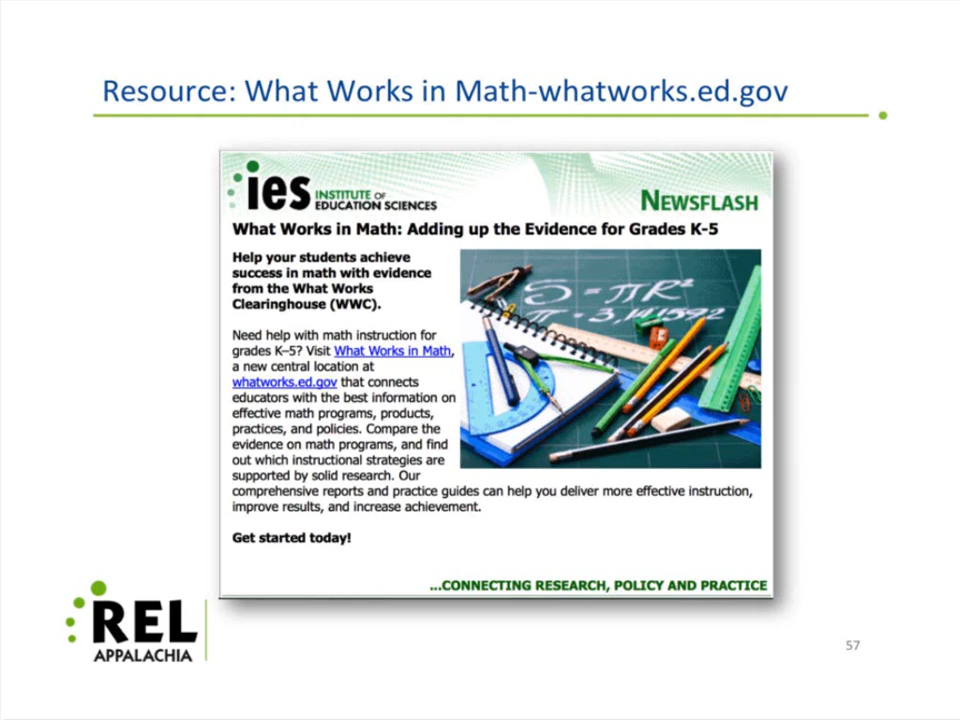 Resource: What Works in Math-whatworks.ed.gov
ies INSTITUTE OF
EDUCATION SCIENCES
NEWSFLASH
What Works in Math: Adding up the Evidence for Grades K-5
Help your students achieve
success in math with evidence
from the What Works
Clearinghouse (WWC).
S = πR²
π = 3,141592
Need help with math instruction for
grades K–5? Visit What Works in Math,
a new central location at
whatworks.ed.gov that connects
educators with the best information on
effective math programs, products,
practices, and policies. Compare the
evidence on math programs, and find
out which instructional strategies are
supported by solid research. Our
comprehensive reports and practice guides can help you deliver more effective instruction,
improve results, and increase achievement.
Get started today!
...CONNECTING RESEARCH, POLICY AND PRACTICE
REL
APPALACHIA
57